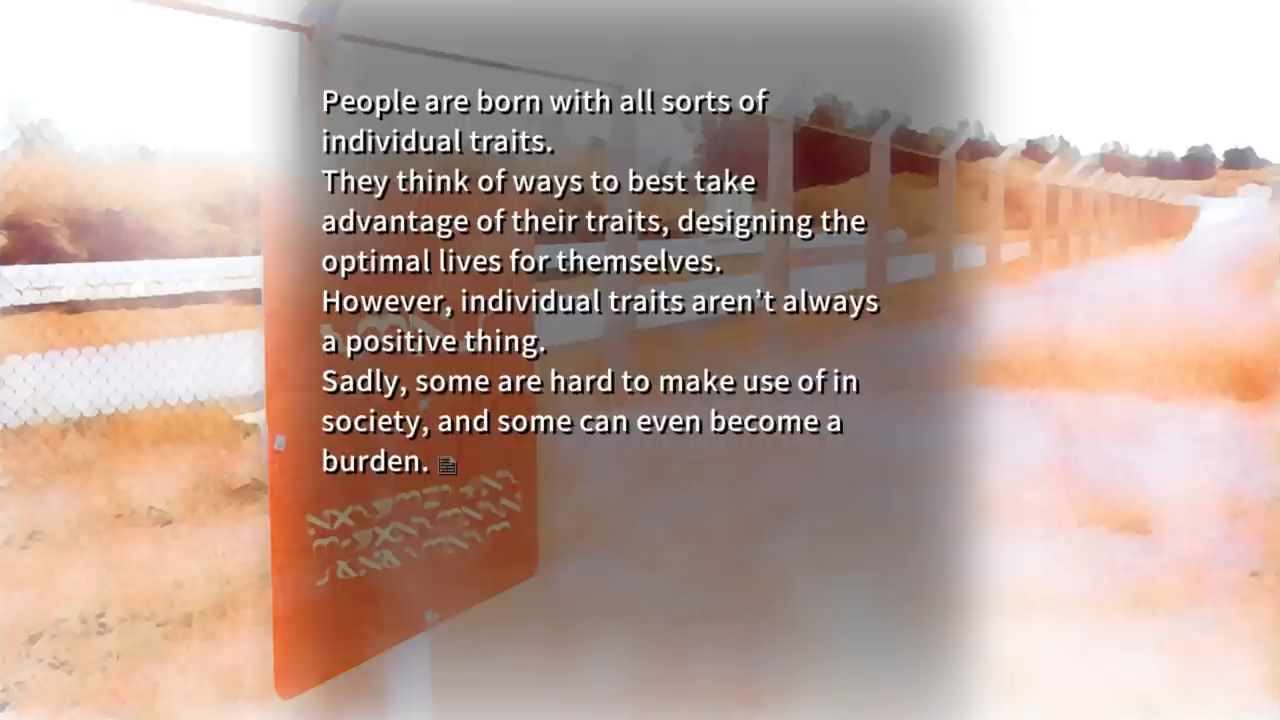 People are born with all sorts of
individual traits.
They think of ways to best take
advantage of their traits, designing the
optimal lives for themselves.
However, individual traits aren’t always
a positive thing.
Sadly, some are hard to make use of in
society, and some can even become a
burden.